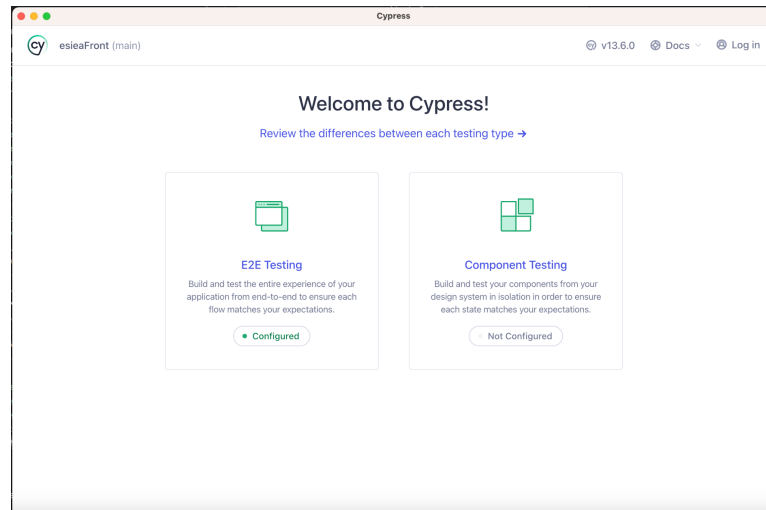 Cypress
cy esieaFront (main) v13.6.0 Docs Log in
Welcome to Cypress!
Review the differences between each testing type →
E2E Testing
Build and test the entire experience of your
application from end-to-end to ensure each
flow matches your expectations.
Configured
Component Testing
Build and test your components from your
design system in isolation in order to ensure
each state matches your expectations.
Not Configured